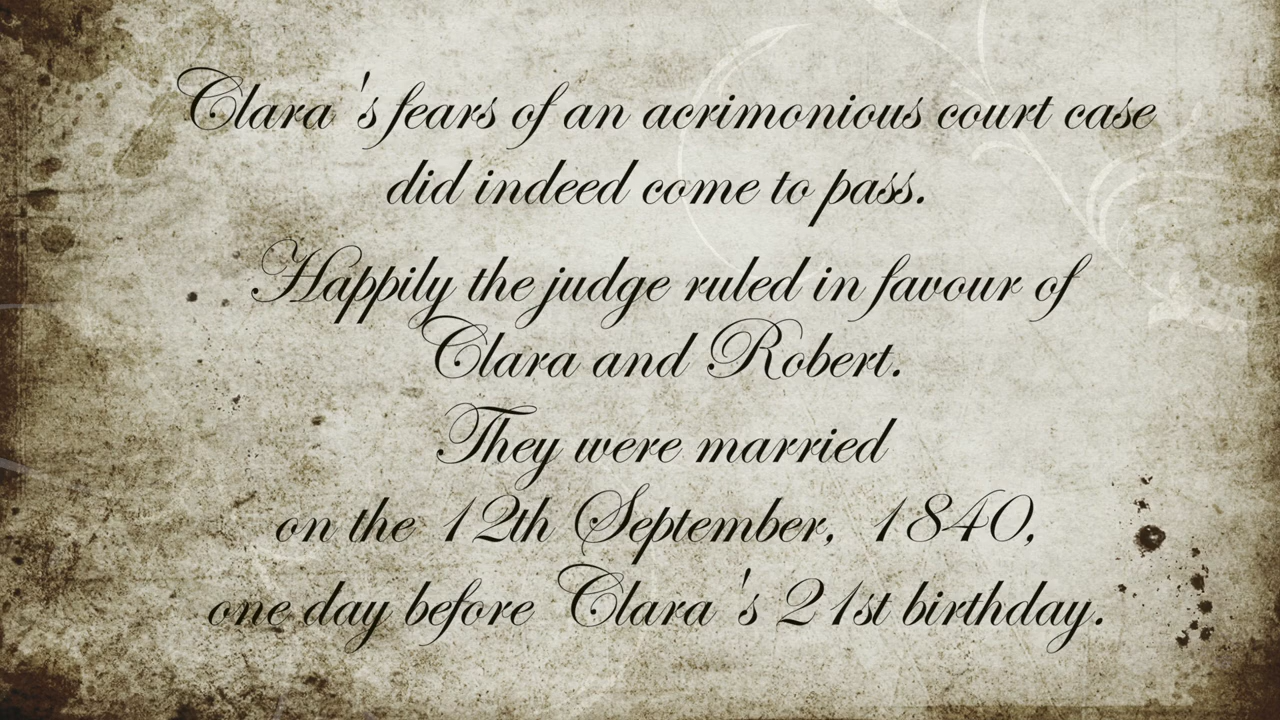 Clara's fears of an acrimonious court case
did indeed come to pass.
Happily the judge ruled in favour of
Clara and Robert.
They were married
on the 12th September, 1840,
one day before Clara's 21st birthday.